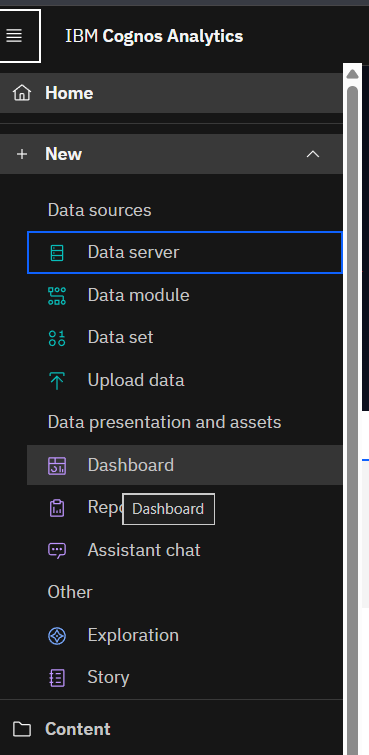 IBM Cognos Analytics
Home
New
Data sources
Data server
Data module
Data set
Upload data
Data presentation and assets
Dashboard
Repo
Dashboard
Assistant chat
Other
Exploration
Story
Content